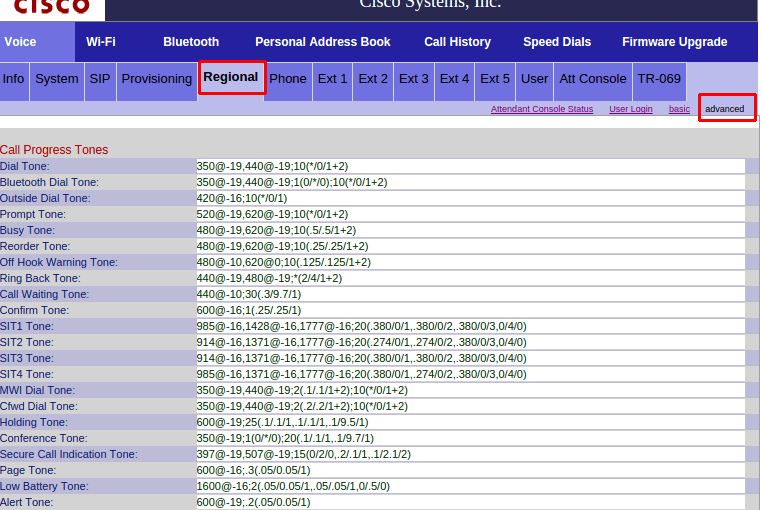 cisco
Cisco Systems, Inc.
Voice Wi-Fi Bluetooth Personal Address Book Call History Speed Dials Firmware Upgrade
Info System SIP Provisioning Regional Phone Ext 1 Ext 2 Ext 3 Ext 4 Ext 5 User Att Console TR-069
Attendant Console Status User Login basic advanced
Call Progress Tones
Dial Tone: 350@-19,440@-19;10(*/0/1+2)
Bluetooth Dial Tone: 350@-19,440@-19;1(0/*/0);10(*/0/1+2)
Outside Dial Tone: 420@-16;10(*/0/1)
Prompt Tone: 520@-19,620@-19;10(*/0/1+2)
Busy Tone: 480@-19,620@-19;10(.5/.5/1+2)
Reorder Tone: 480@-19,620@-19;10(.25/.25/1+2)
Off Hook Warning Tone: 480@-10,620@0;10(.125/.125/1+2)
Ring Back Tone: 440@-19,480@-19;*(2/4/1+2)
Call Waiting Tone: 440@-10;30(.3/9.7/1)
Confirm Tone: 600@-16;1(.25/.25/1)
SIT1 Tone: 985@-16,1428@-16,1777@-16;20(.380/0/1,.380/0/2,.380/0/3,0/4/0)
SIT2 Tone: 914@-16,1371@-16,1777@-16;20(.274/0/1,.274/0/2,.380/0/3,0/4/0)
SIT3 Tone: 914@-16,1371@-16,1777@-16;20(.380/0/1,.380/0/2,.380/0/3,0/4/0)
SIT4 Tone: 985@-16,1371@-16,1777@-16;20(.380/0/1,.274/0/2,.380/0/3,0/4/0)
MWI Dial Tone: 350@-19,440@-19;2(.1/.1/1+2);10(*/0/1+2)
Cfwd Dial Tone: 350@-19,440@-19;2(.2/.2/1+2);10(*/0/1+2)
Holding Tone: 600@-19;25(.1/.1/1,.1/.1/1,.1/9.5/1)
Conference Tone: 350@-19;1(0/*/0);20(.1/.1/1,.1/9.7/1)
Secure Call Indication Tone: 397@-19,507@-19;15(0/2/0,.2/.1/1,.1/2.1/2)
Page Tone: 600@-16;.3(.05/0.05/1)
Low Battery Tone: 1600@-16;2(.05/0.05/1,.05/.05/1,0/.5/0)
Alert Tone: 600@-19;.2(.05/0.05/1)